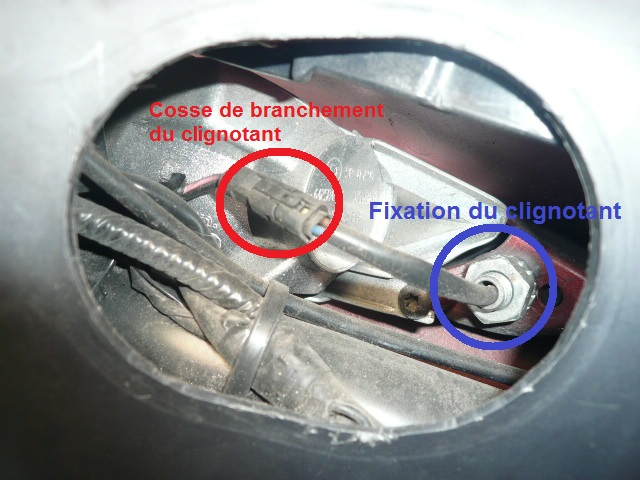 Cosse de branchement
du clignotant
Fixation du clignotant